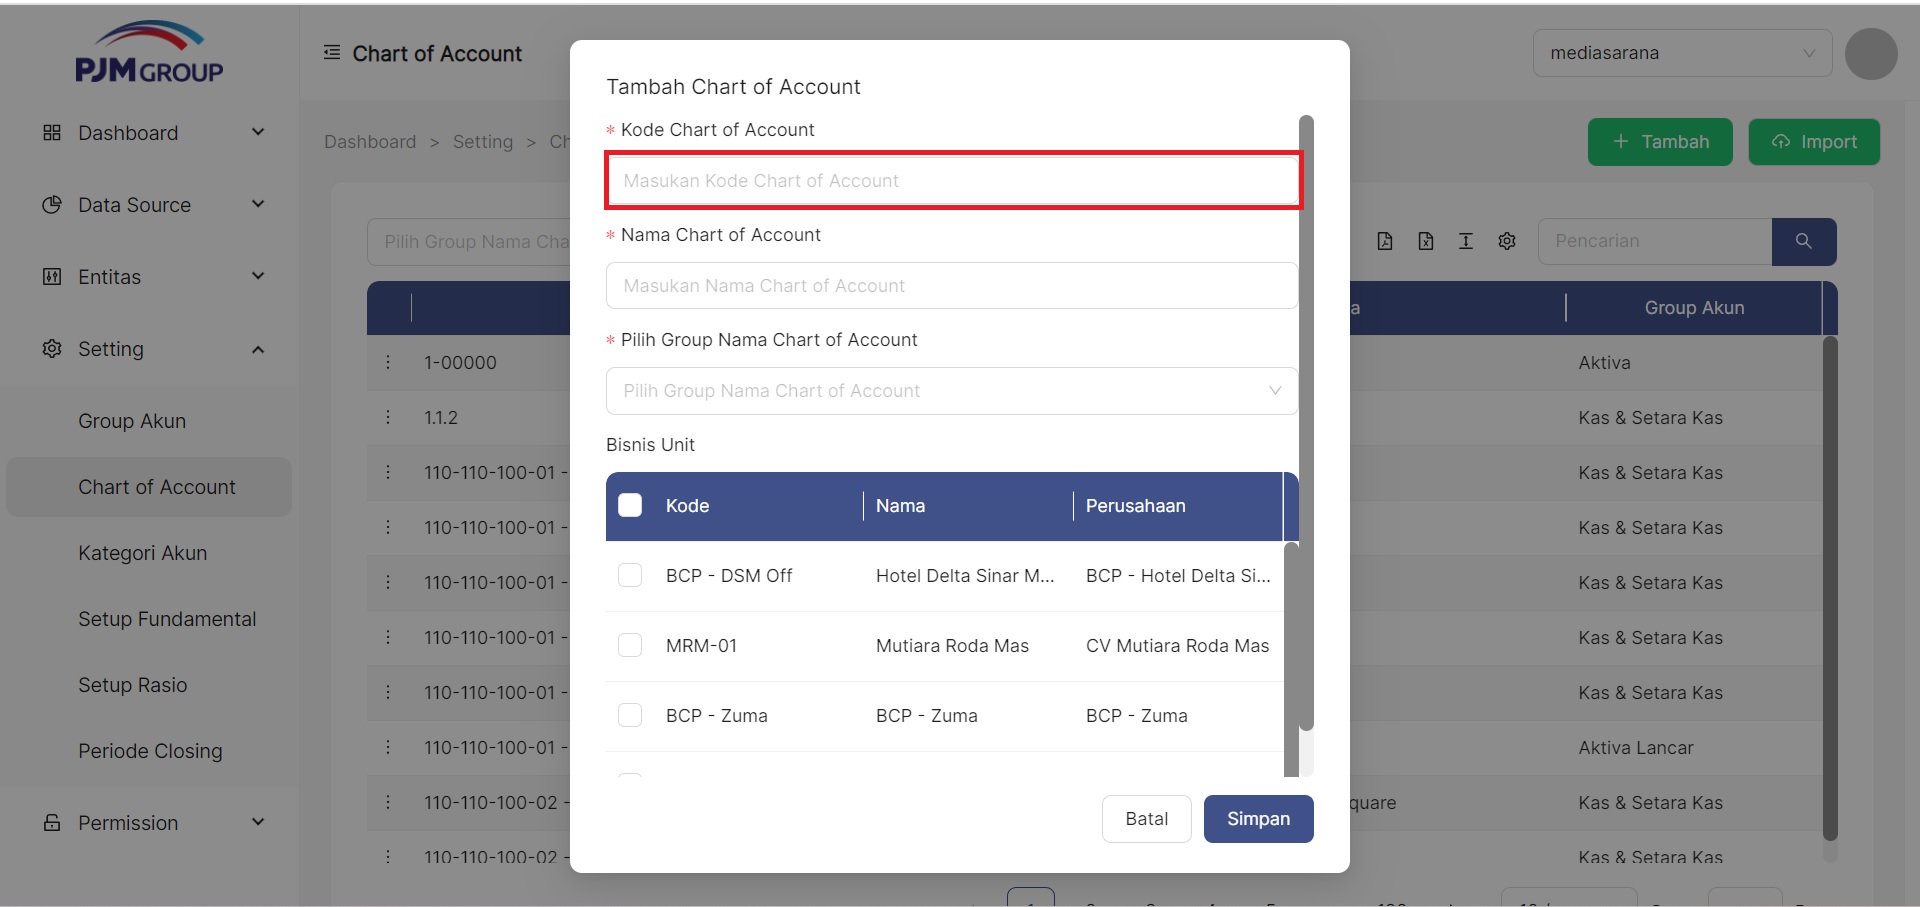 PJM GROUP
Chart of Account
mediasarana
Dashboard
Data Source
Entitas
Setting
Group Akun
Chart of Account
Kategori Akun
Setup Fundamental
Setup Rasio
Periode Closing
Permission
Dashboard > Setting > Ch
+ Tambah
Import
Pilih Group Nama Cha
Pencarian
a
Group Akun
1-00000
Aktiva
1.1.2
Kas & Setara Kas
110-110-100-01 -
Kas & Setara Kas
110-110-100-01 -
Kas & Setara Kas
110-110-100-01 -
Kas & Setara Kas
110-110-100-01 -
Kas & Setara Kas
110-110-100-01 -
Kas & Setara Kas
110-110-100-01 -
Aktiva Lancar
110-110-100-02 -
quare
Kas & Setara Kas
110-110-100-02 -
Kas & Setara Kas
Tambah Chart of Account
* Kode Chart of Account
Masukan Kode Chart of Account
* Nama Chart of Account
Masukan Nama Chart of Account
* Pilih Group Nama Chart of Account
Pilih Group Nama Chart of Account
Bisnis Unit
Kode
Nama
Perusahaan
BCP - DSM Off
Hotel Delta Sinar M...
BCP - Hotel Delta Si...
MRM-01
Mutiara Roda Mas
CV Mutiara Roda Mas
BCP - Zuma
BCP - Zuma
BCP - Zuma
Batal
Simpan